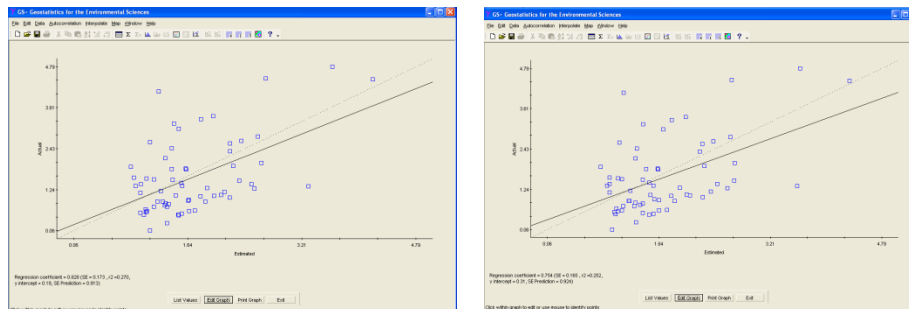 GS+ Geostatistics for the Environmental Sciences
File Edit Data Autocorrelation Interpolate Map Window Help
4.79
3.61
2.43
1.24
0.06
Actual
0.06
1.64
3.21
4.79
Estimated
Regression coefficient = 0.828 (SE = 0.173 , r2 =0.270,
y intercept = 0.16, SE Prediction = 0.913)
List Values Edit Graph Print Graph Exit
GS+ Geostatistics for the Environmental Sciences
File Edit Data Autocorrelation Interpolate Map Window Help
4.79
3.61
2.43
1.24
0.06
Actual
0.06
1.64
3.21
4.79
Estimated
Regression coefficient = 0.754 (SE = 0.165 , r2 =0.252,
y intercept = 0.31, SE Prediction = 0.924)
List Values Edit Graph Print Graph Exit
Click within graph to edit or use mouse to identify points